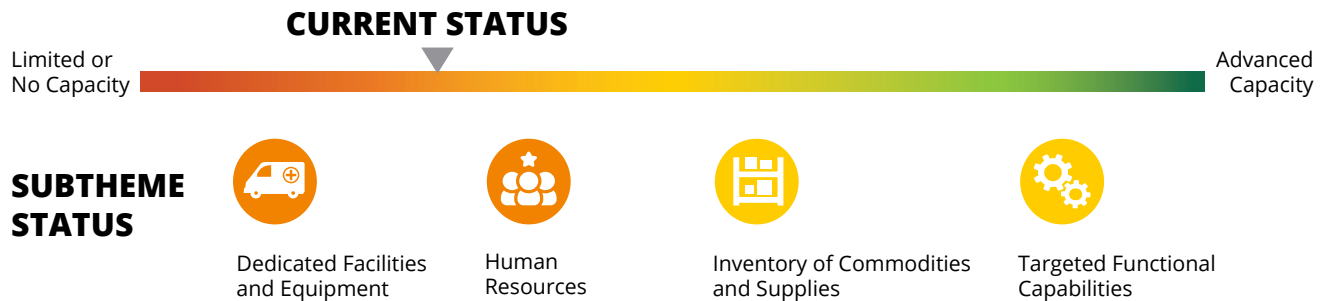 CURRENT STATUS
Limited or
No Capacity
Advanced
Capacity
SUBTHEME
STATUS
Dedicated Facilities
and Equipment
Human
Resources
Inventory of Commodities
and Supplies
Targeted Functional
Capabilities